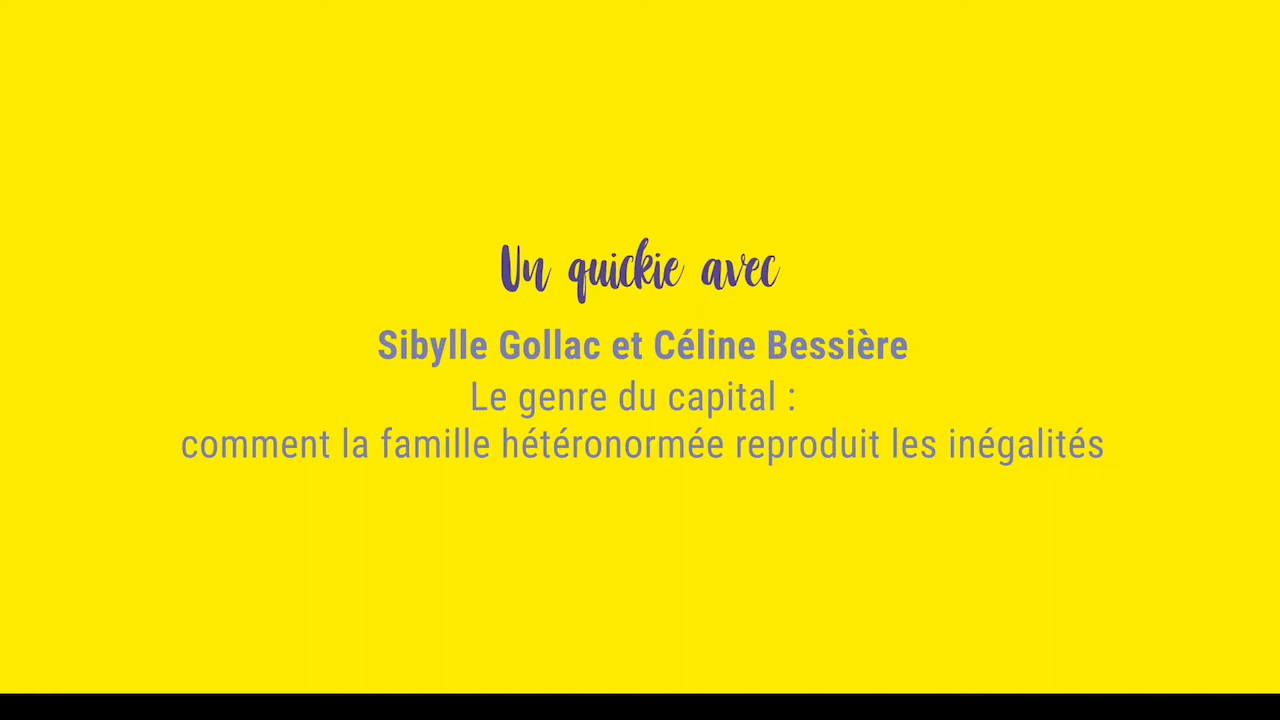 Un quickie avec
Sibylle Gollac et Céline Bessière
Le genre du capital :
comment la famille hétéronormée reproduit les inégalités